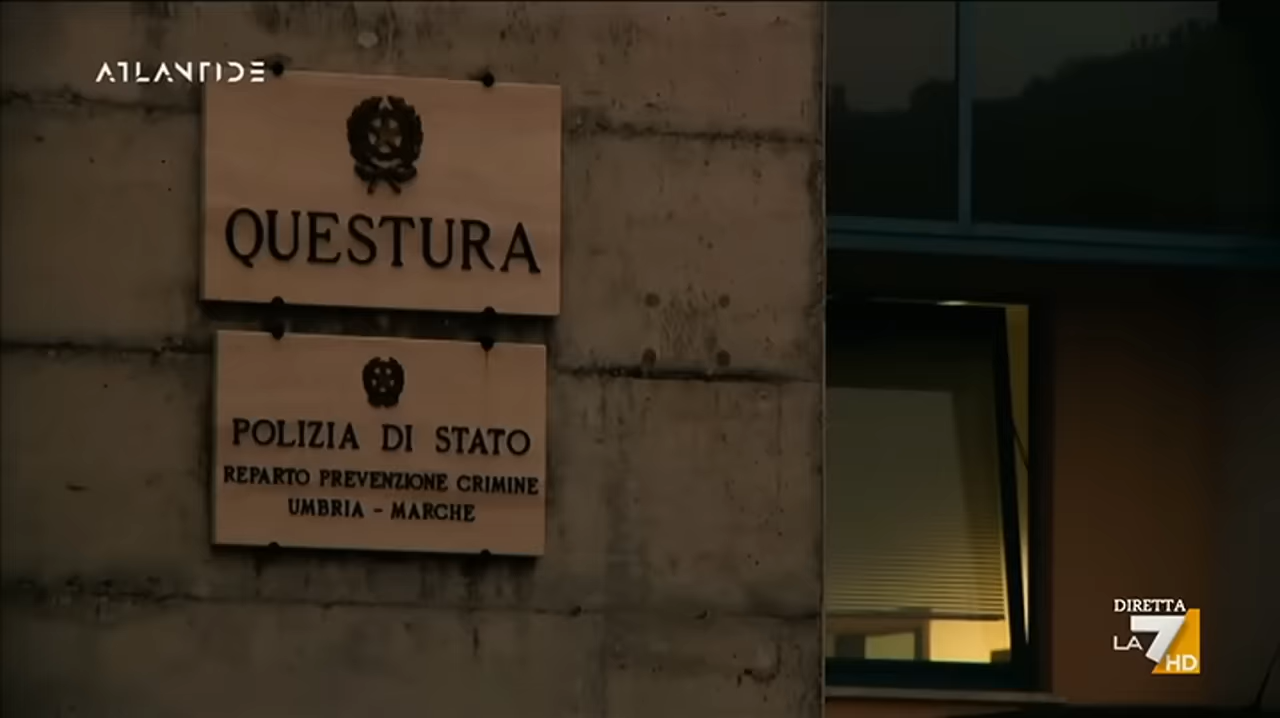 ATLANTIDE
QUESTURA
POLIZIA DI STATO
REPARTO PREVENZIONE CRIMINE
UMBRIA - MARCHE
DIRETTA
LA 7 HD